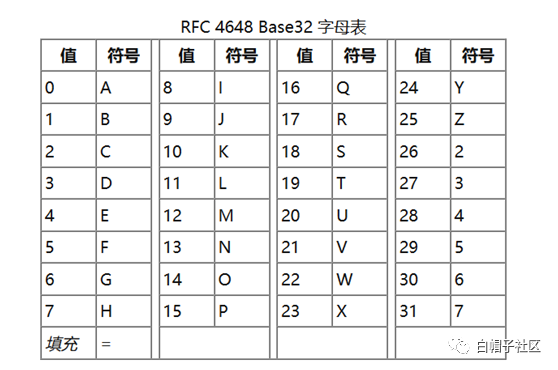 RFC 4648 Base32 字母表
值 符号 值 符号 值 符号 值 符号
0 A 8 I 16 Q 24 Y
1 B 9 J 17 R 25 Z
2 C 10 K 18 S 26 2
3 D 11 L 19 T 27 3
4 E 12 M 20 U 28 4
5 F 13 N 21 V 29 5
6 G 14 O 22 W 30 6
7 H 15 P 23 X 31 7
填充 =
白帽子社区